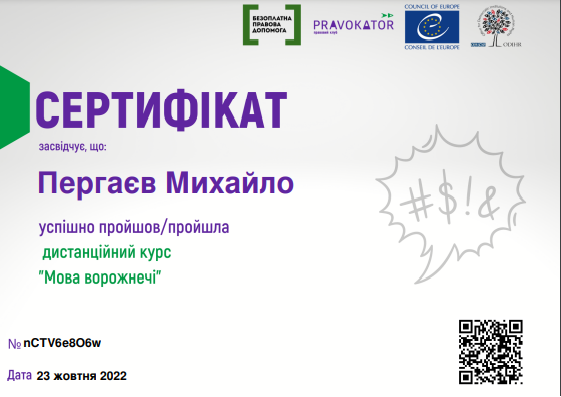 БЕЗОПЛАТНА
ПРАВОВА
ДОПОМОГА
PRAVOKATOR
правовий клуб
COUNCIL OF EUROPE
CONSEIL DE L'EUROPE
ODIHR
СЕРТИФІКАТ
засвідчує, що:
Пергаєв Михайло
успішно пройшов/пройшла
дистанційний курс
"Мова ворожнечі"
#$!&
№ nCTV6e8O6w
Дата 23 жовтня 2022